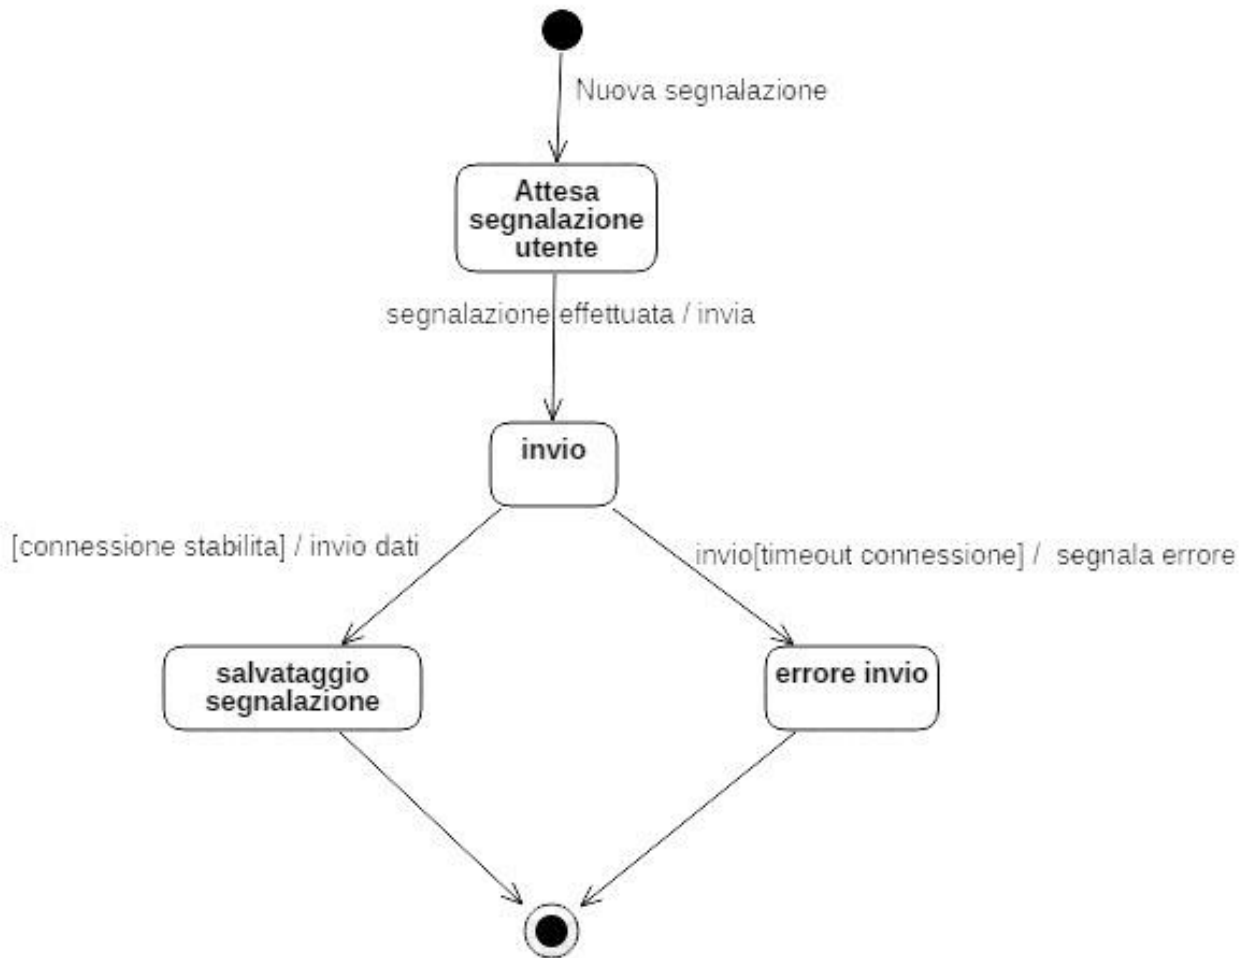 Nuova segnalazione
Attesa
segnalazione
utente
segnalazione effettuata / invia
invio
[connessione stabilita] / invio dati
invio[timeout connessione] / segnala errore
salvataggio
segnalazione
errore invio